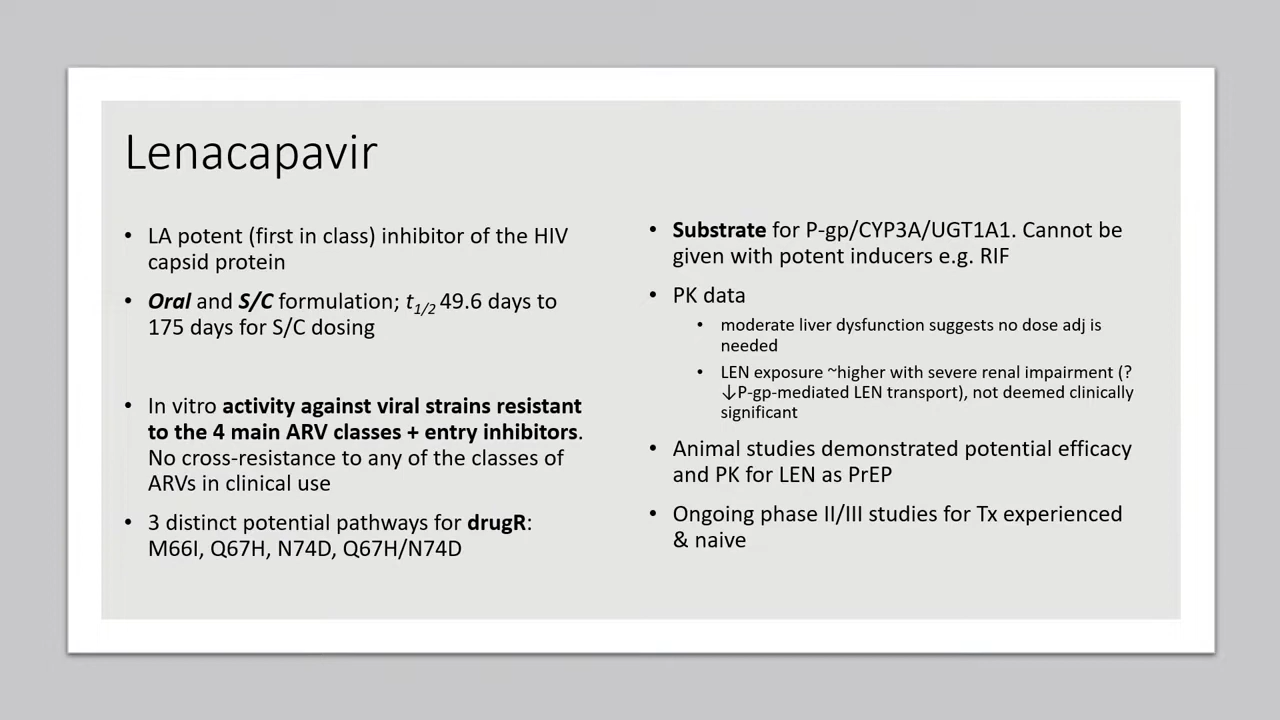 Lenacapavir
• LA potent (first in class) inhibitor of the HIV
capsid protein
• Oral and S/C formulation; t1/2 49.6 days to
175 days for S/C dosing
• In vitro activity against viral strains resistant
to the 4 main ARV classes + entry inhibitors.
No cross-resistance to any of the classes of
ARVs in clinical use
• 3 distinct potential pathways for drugR:
M66I, Q67H, N74D, Q67H/N74D
• Substrate for P-gp/CYP3A/UGT1A1. Cannot be
given with potent inducers e.g. RIF
• PK data
• moderate liver dysfunction suggests no dose adj is
needed
• LEN exposure ~higher with severe renal impairment (?
↓P-gp-mediated LEN transport), not deemed clinically
significant
• Animal studies demonstrated potential efficacy
and PK for LEN as PrEP
• Ongoing phase II/III studies for Tx experienced
& naive